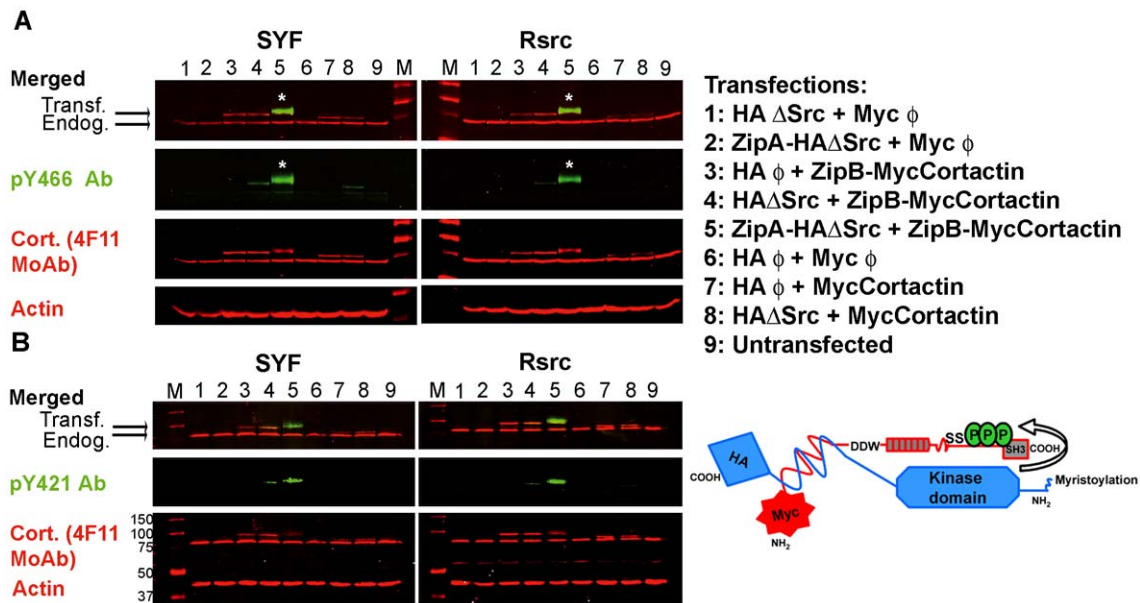 A
SYF
Rsrc
1 2 3 4 5 6 7 8 9 M
M 1 2 3 4 5 6 7 8 9
Merged
Transf.
Endog.
*
*
pY466 Ab
*
*
Cort. (4F11
MoAb)
Actin
Transfections:
1: HA ΔSrc + Myc ϕ
2: ZipA-HAΔSrc + Myc ϕ
3: HA ϕ + ZipB-MycCortactin
4: HAΔSrc + ZipB-MycCortactin
5: ZipA-HAΔSrc + ZipB-MycCortactin
6: HA ϕ + Myc ϕ
7: HA ϕ + MycCortactin
8: HAΔSrc + MycCortactin
9: Untransfected
B
SYF
Rsrc
M 1 2 3 4 5 6 7 8 9
M 1 2 3 4 5 6 7 8 9
Merged
Transf.
Endog.
pY421 Ab
Cort. (4F11
MoAb)
Actin
150
100
75
50
37
HA
COOH
Myc
NH2
DDW
SS
P P P
SH3
COOH
Kinase
domain
Myristoylation
NH2